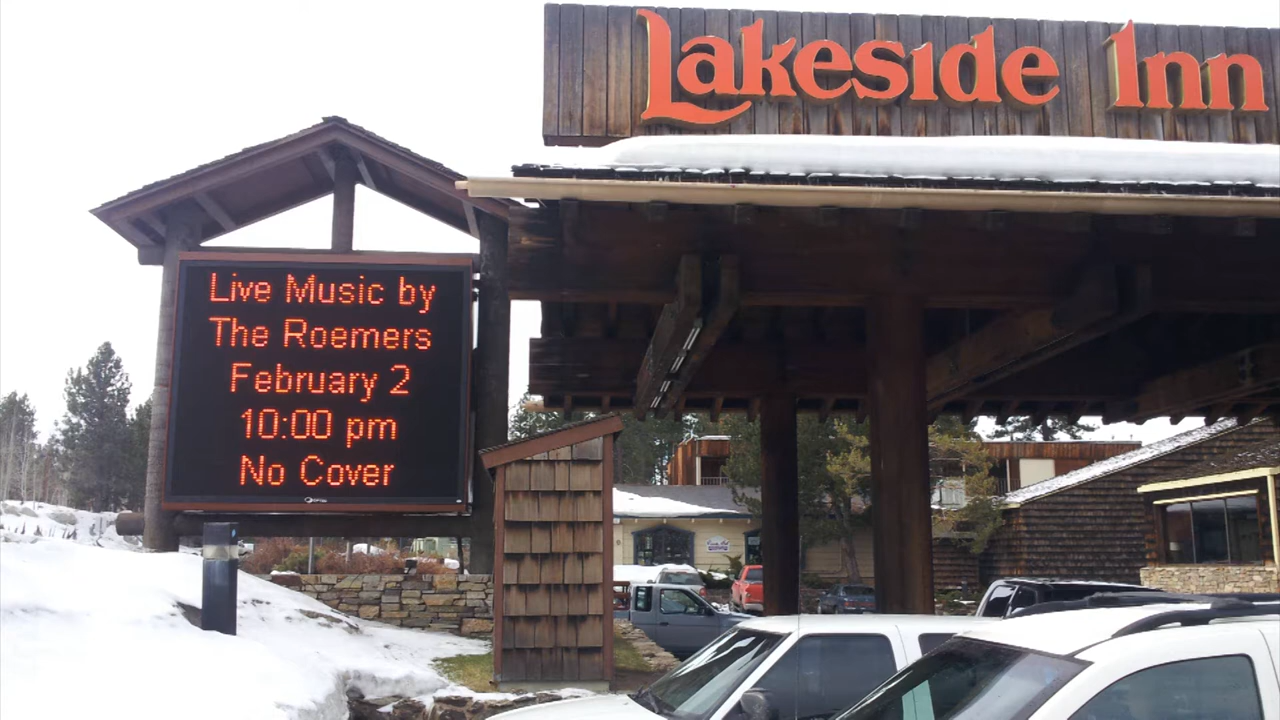 Lakeside Inn
Live Music by
The Roemers
February 2
10:00 pm
No Cover